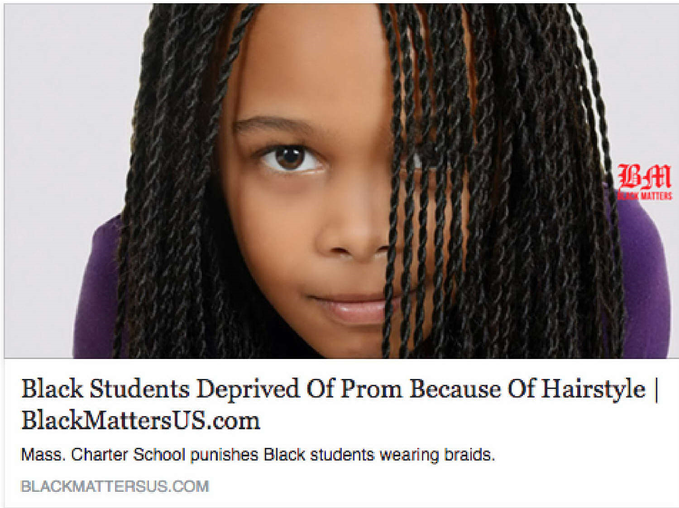 BM
BLACK MATTERS
Black Students Deprived Of Prom Because Of Hairstyle |
BlackMattersUS.com
Mass. Charter School punishes Black students wearing braids.
BLACKMATTERSUS.COM